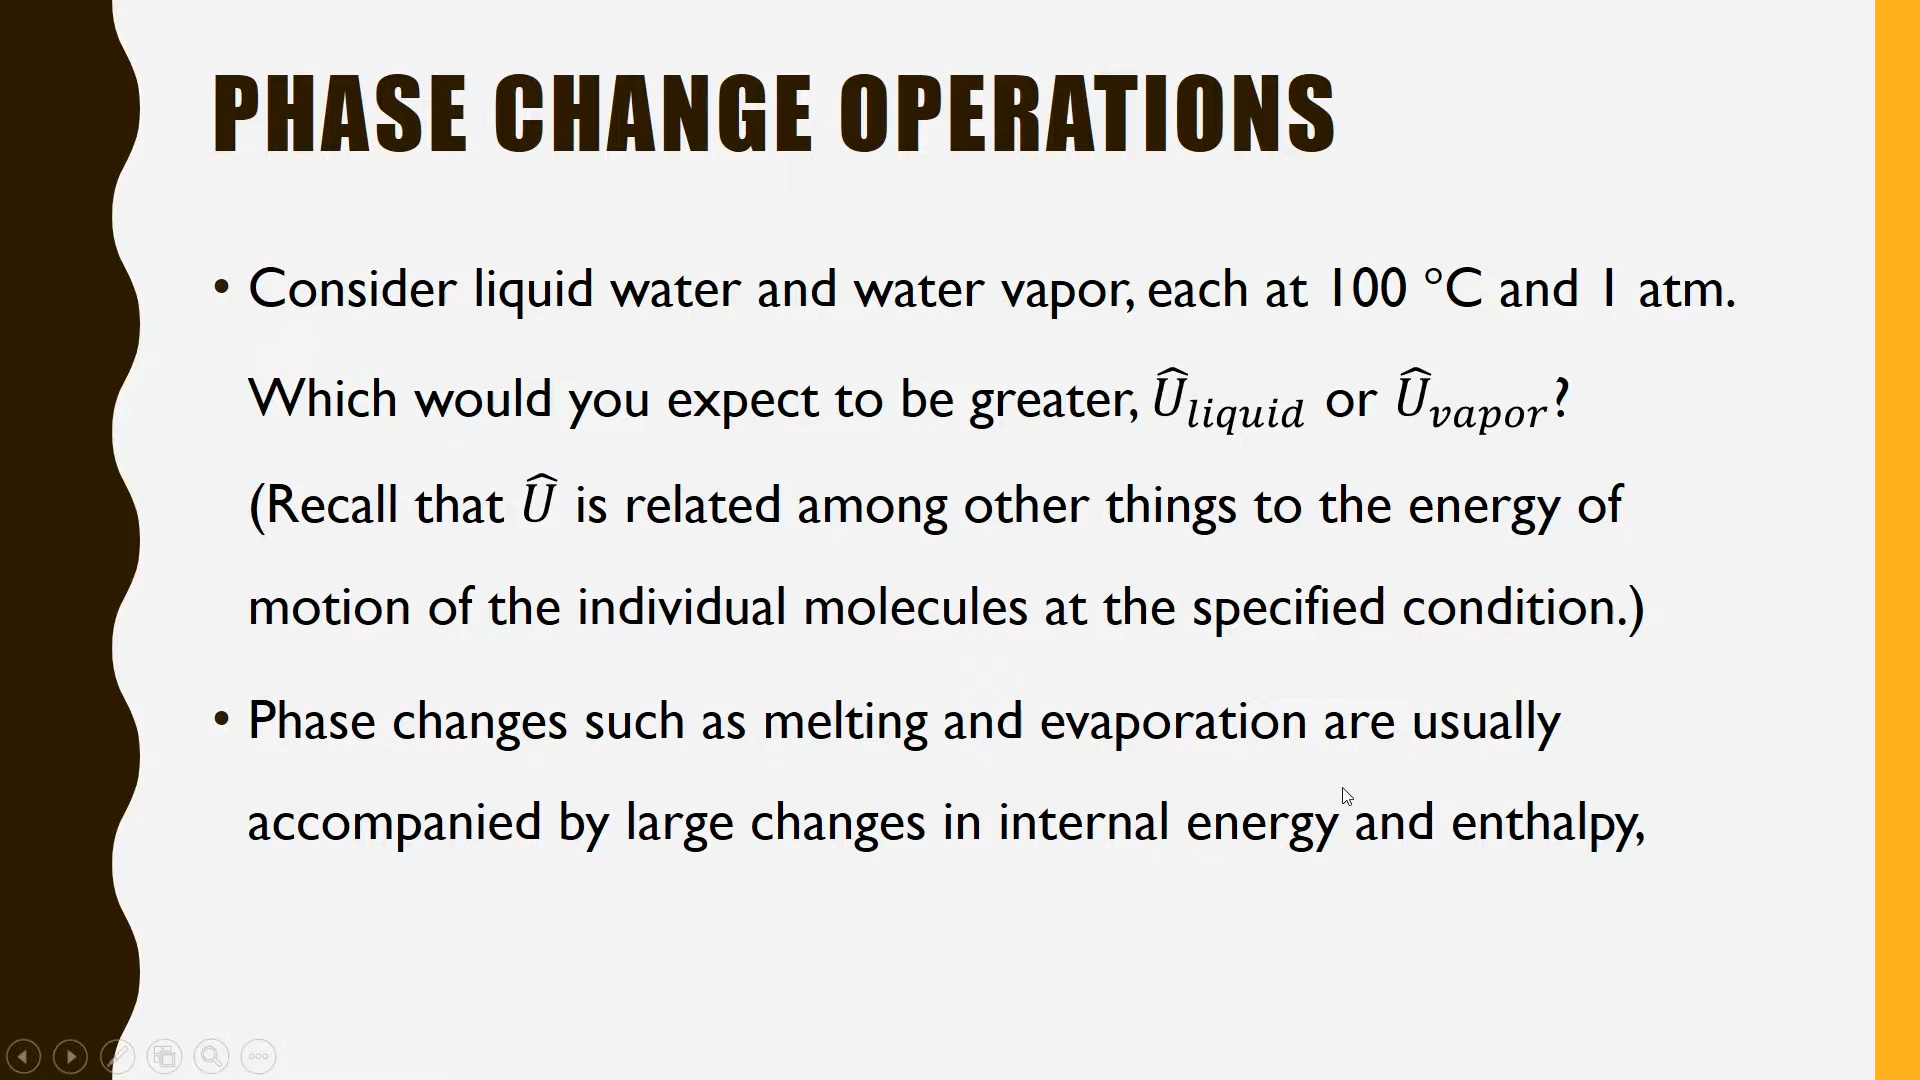 PHASE CHANGE OPERATIONS
• Consider liquid water and water vapor, each at 100 °C and 1 atm.
Which would you expect to be greater, Û_liquid or Û_vapor?
(Recall that Û is related among other things to the energy of
motion of the individual molecules at the specified condition.)
• Phase changes such as melting and evaporation are usually
accompanied by large changes in internal energy and enthalpy,